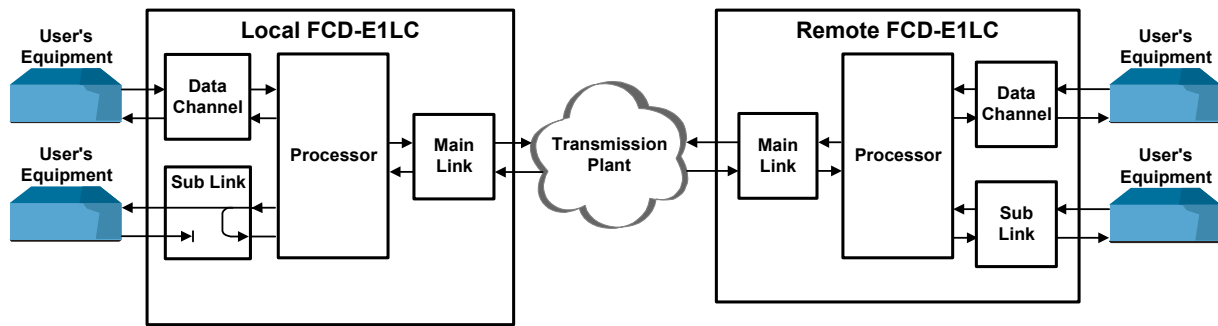 Local FCD-E1LC
Remote FCD-E1LC
User's
Equipment
Data
Channel
Processor
Main
Link
User's
Equipment
Sub Link
Transmission
Plant
Main
Link
Processor
Data
Channel
User's
Equipment
Sub
Link
User's
Equipment